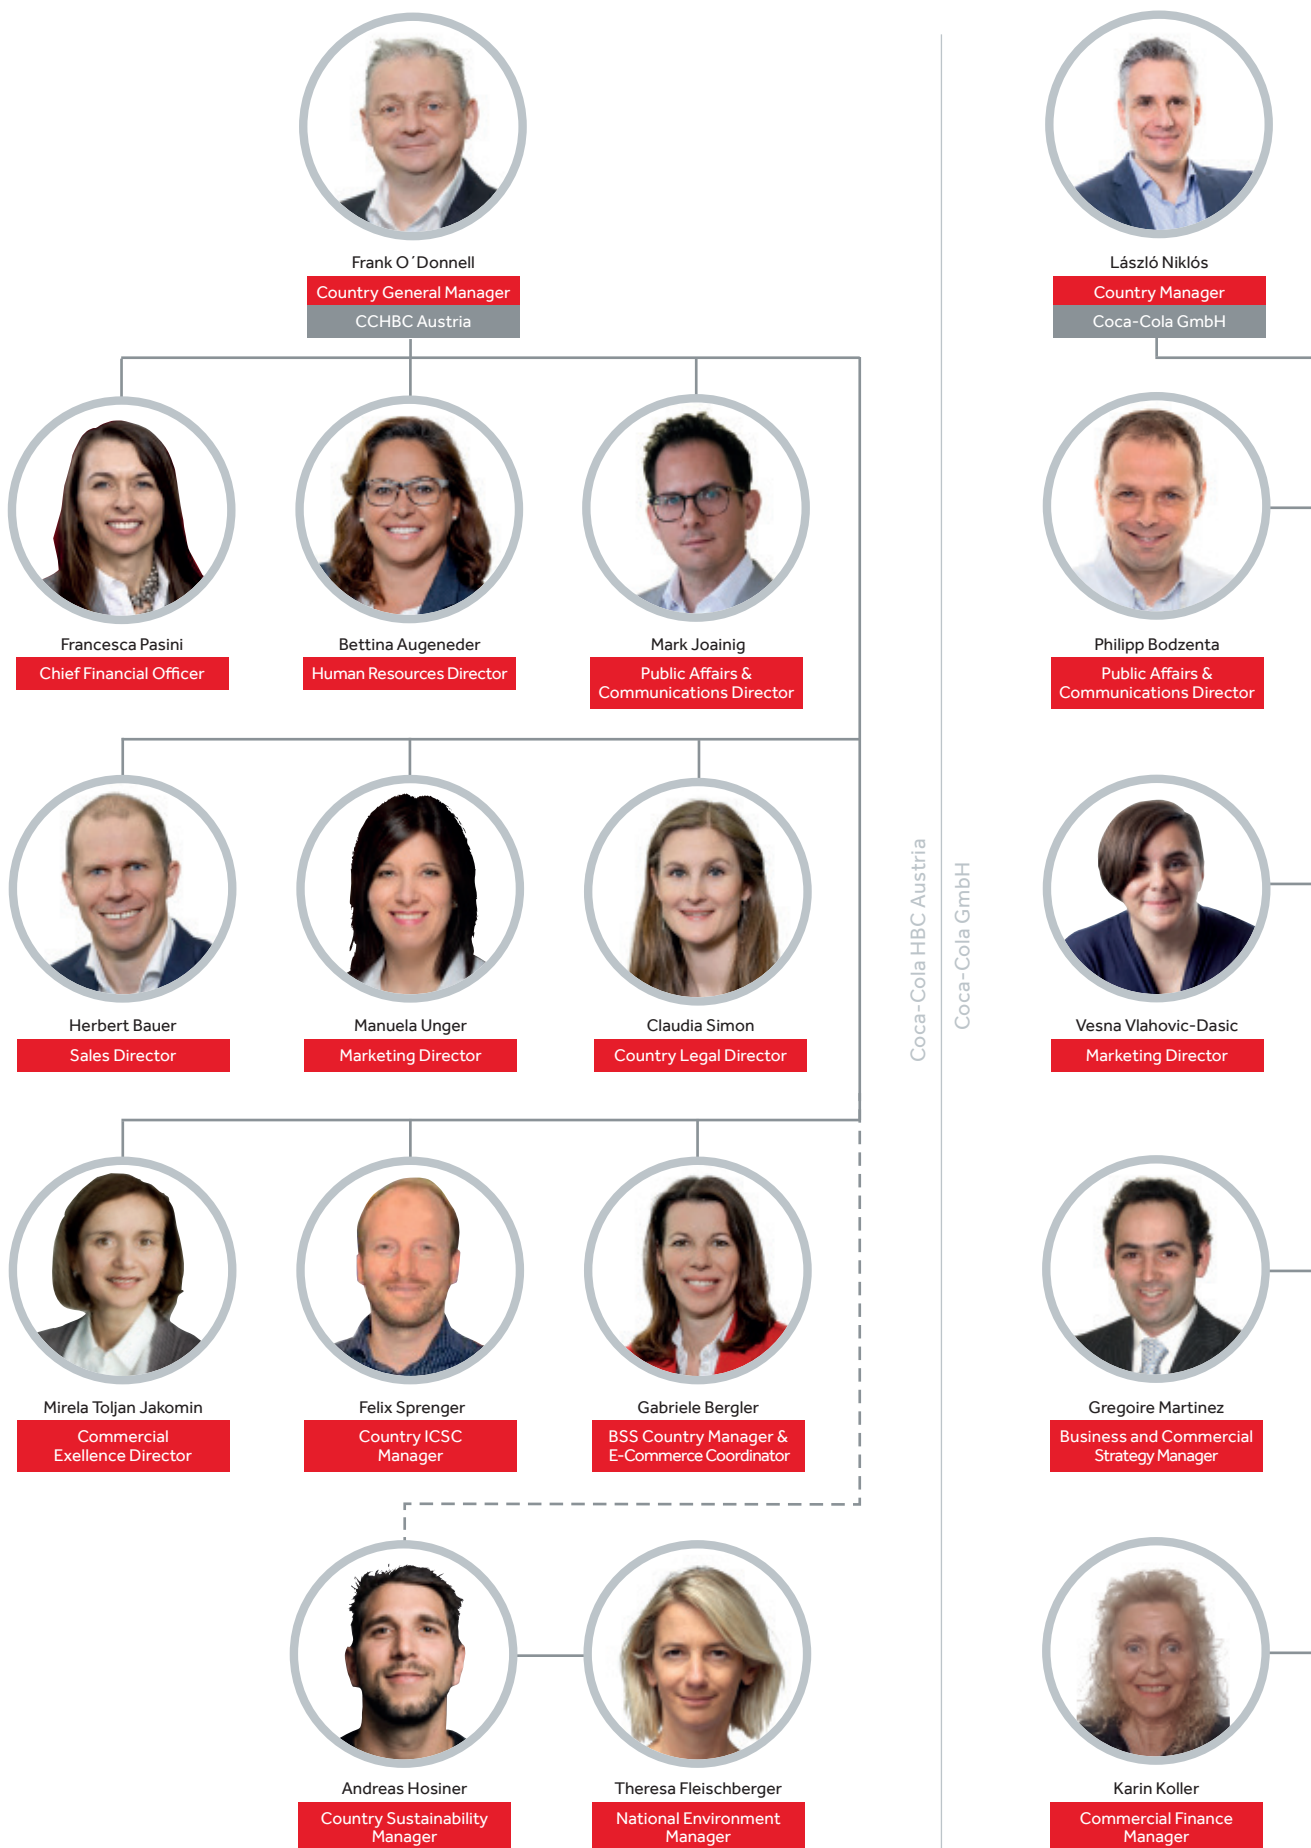 Frank O´Donnell
Country General Manager
CCHBC Austria
László Niklós
Country Manager
Coca-Cola GmbH
Francesca Pasini
Chief Financial Officer
Bettina Augeneder
Human Resources Director
Mark Joainig
Public Affairs &
Communications Director
Philipp Bodzenta
Public Affairs &
Communications Director
Herbert Bauer
Sales Director
Manuela Unger
Marketing Director
Claudia Simon
Country Legal Director
Coca-Cola HBC Austria
Coca-Cola GmbH
Vesna Vlahovic-Dasic
Marketing Director
Mirela Toljan Jakomin
Commercial
Exellence Director
Felix Sprenger
Country ICSC
Manager
Gabriele Bergler
BSS Country Manager &
E-Commerce Coordinator
Gregoire Martinez
Business and Commercial
Strategy Manager
Andreas Hosiner
Country Sustainability
Manager
Theresa Fleischberger
National Environment
Manager
Karin Koller
Commercial Finance
Manager